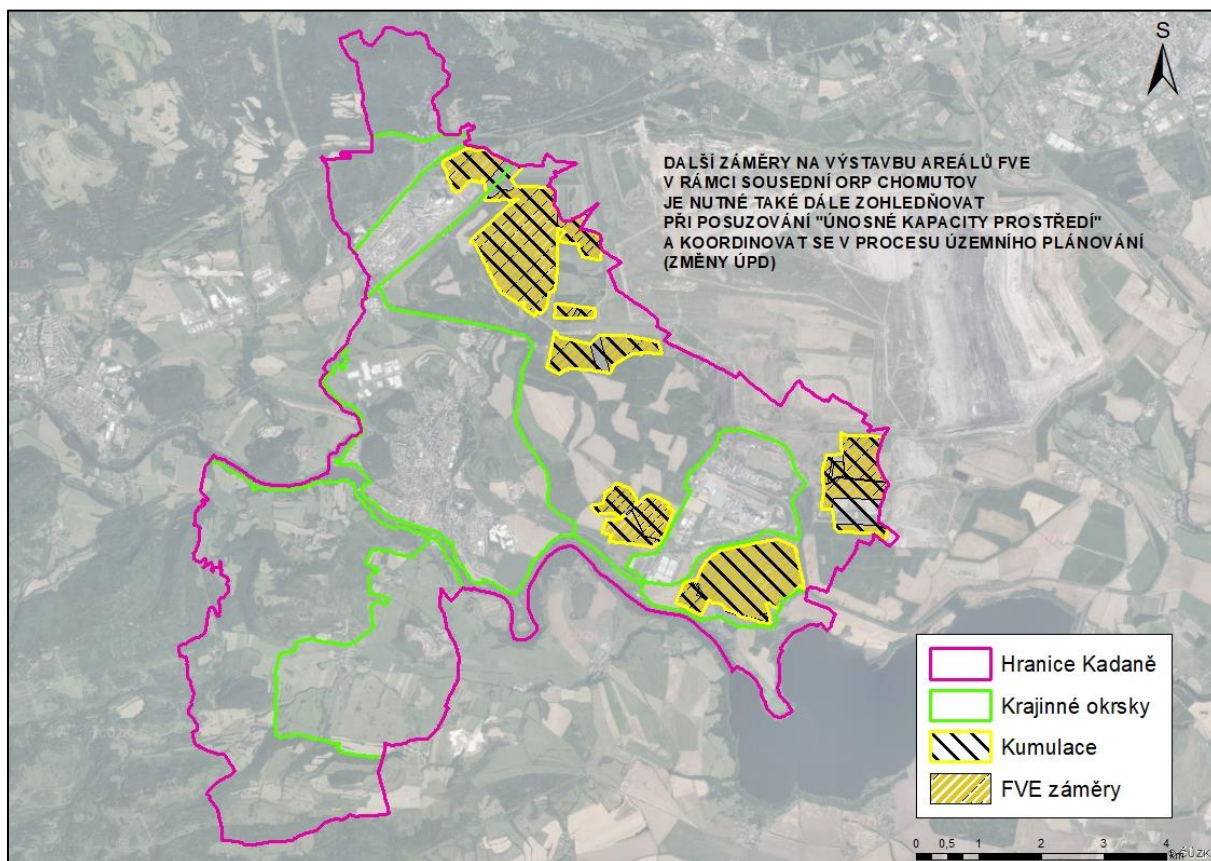 S
DALŠÍ ZÁMĚRY NA VÝSTAVBU AREÁLŮ FVE
V RÁMCI SOUSEDNÍ ORP CHOMUTOV
JE NUTNÉ TAKÉ DÁLE ZOHLEDŇOVAT
PŘI POSUZOVÁNÍ "ÚNOSNÉ KAPACITY PROSTŘEDÍ"
A KOORDINOVAT SE V PROCESU ÚZEMNÍHO PLÁNOVÁNÍ
(ZMĚNY ÚPD)
Hranice Kadaně
Krajinné okrsky
Kumulace
FVE záměry
0 0,5 1 2 3 4
km
ČÚZK